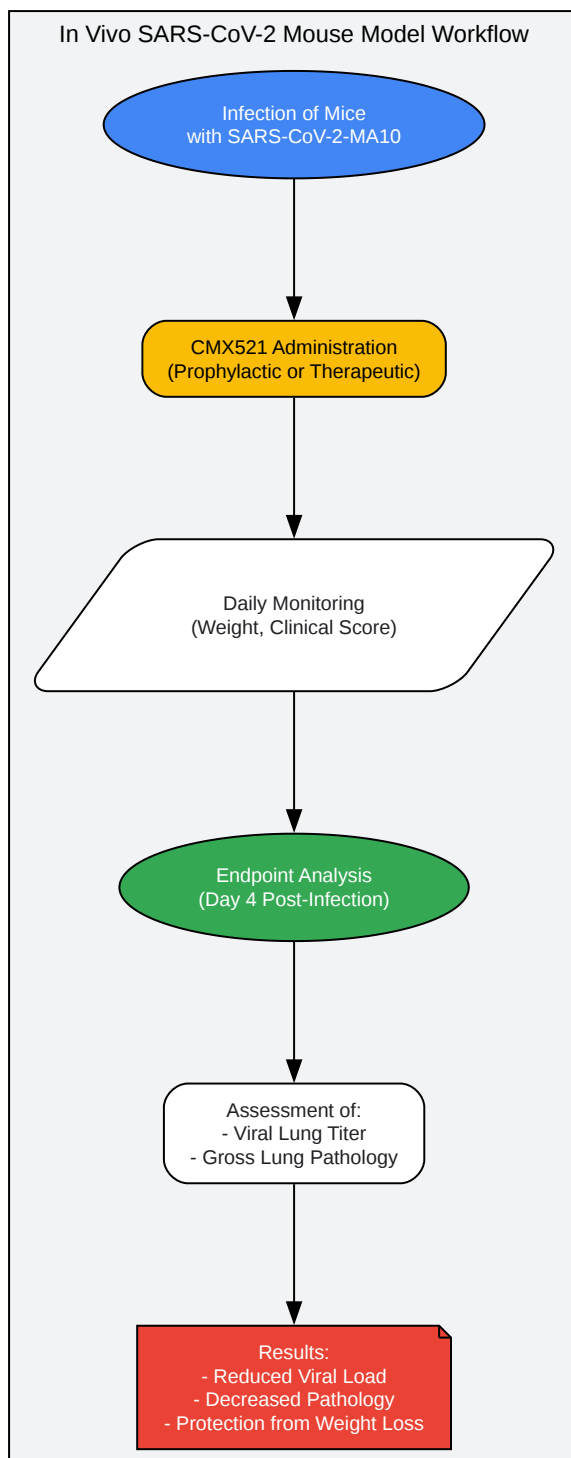 In Vivo SARS-CoV-2 Mouse Model Workflow
Infection of Mice
with SARS-CoV-2-MA10
CMX521 Administration
(Prophylactic or Therapeutic)
Daily Monitoring
(Weight, Clinical Score)
Endpoint Analysis
(Day 4 Post-Infection)
Assessment of:
- Viral Lung Titer
- Gross Lung Pathology
Results:
- Reduced Viral Load
- Decreased Pathology
- Protection from Weight Loss